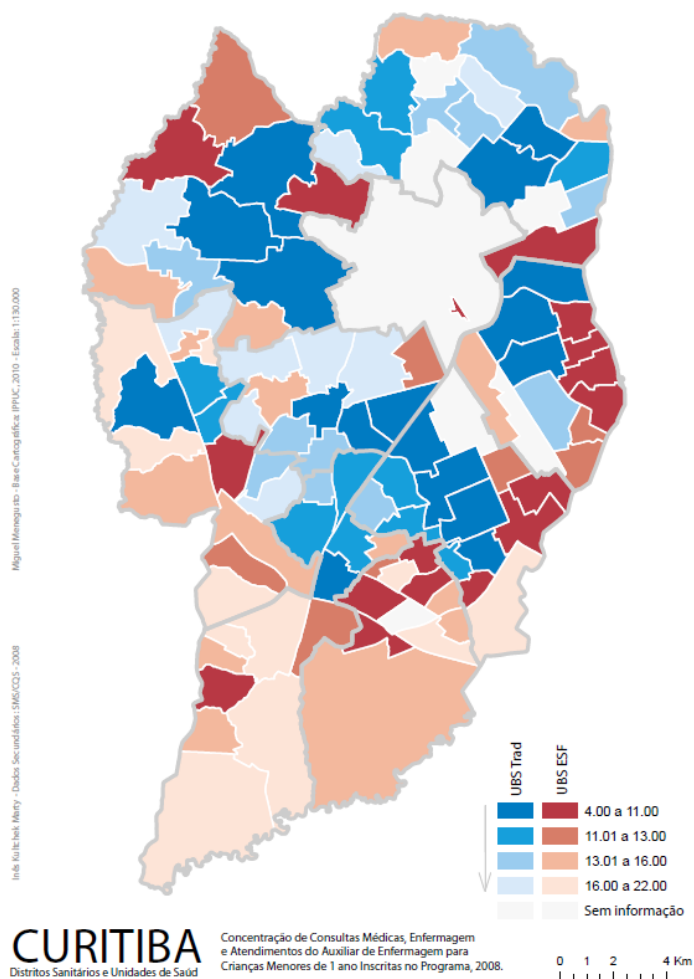 Miguel Menegusto - Base Cartográfica: IPPUC, 2010 - Escala: 1:130.000
Inês Kultchek Marty - Dados Secundários: SMS/CQS - 2008
UBS Trad
UBS ESF
4.00 a 11.00
11.01 a 13.00
13.01 a 16.00
16.00 a 22.00
Sem informação
CURITIBA
Distritos Sanitários e Unidades de Saúd
Concentração de Consultas Médicas, Enfermagem
e Atendimentos do Auxiliar de Enfermagem para
Crianças Menores de 1 ano Inscritas no Programa, 2008.
0 1 2 4 Km